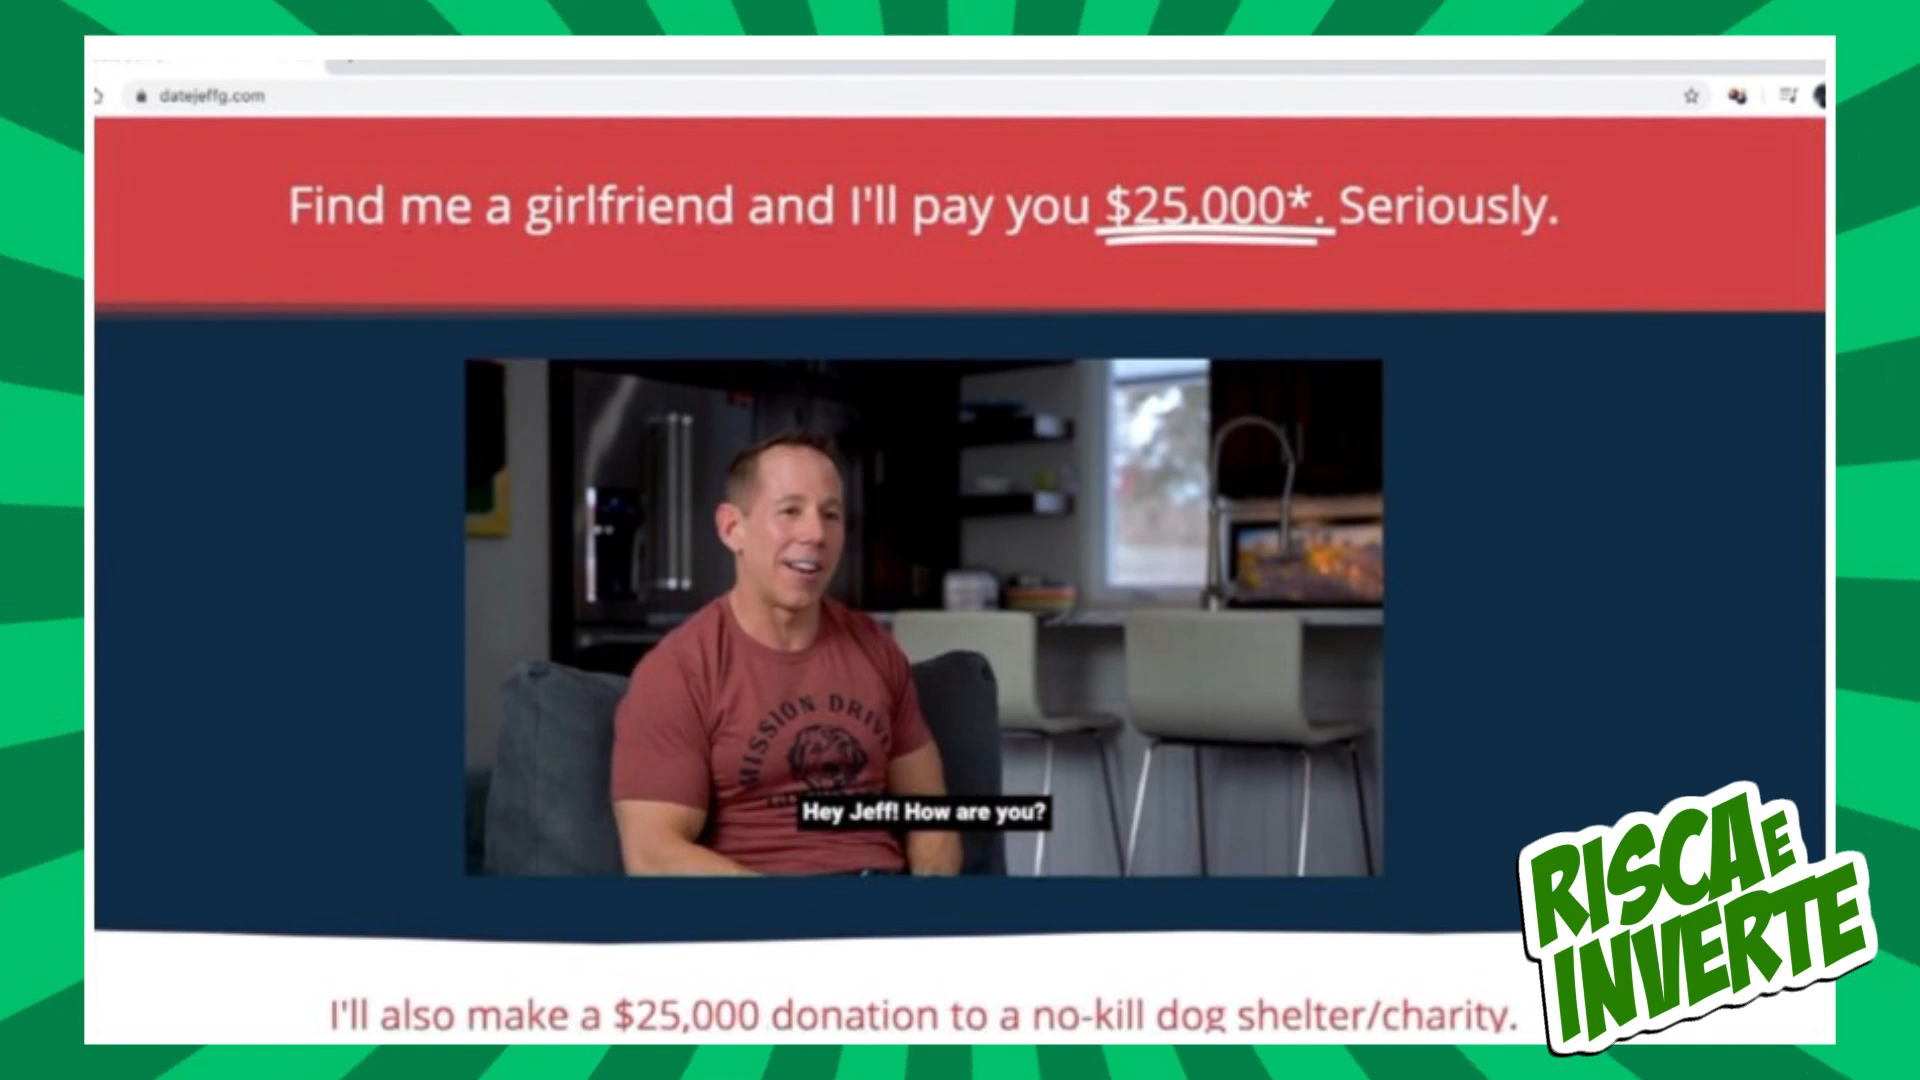 datejeffg.com
Find me a girlfriend and I'll pay you $25,000*. Seriously.
MISSION DRIV
Hey Jeff! How are you?
I'll also make a $25,000 donation to a no-kill dog shelter/charity.
RISCA E
INVERTE